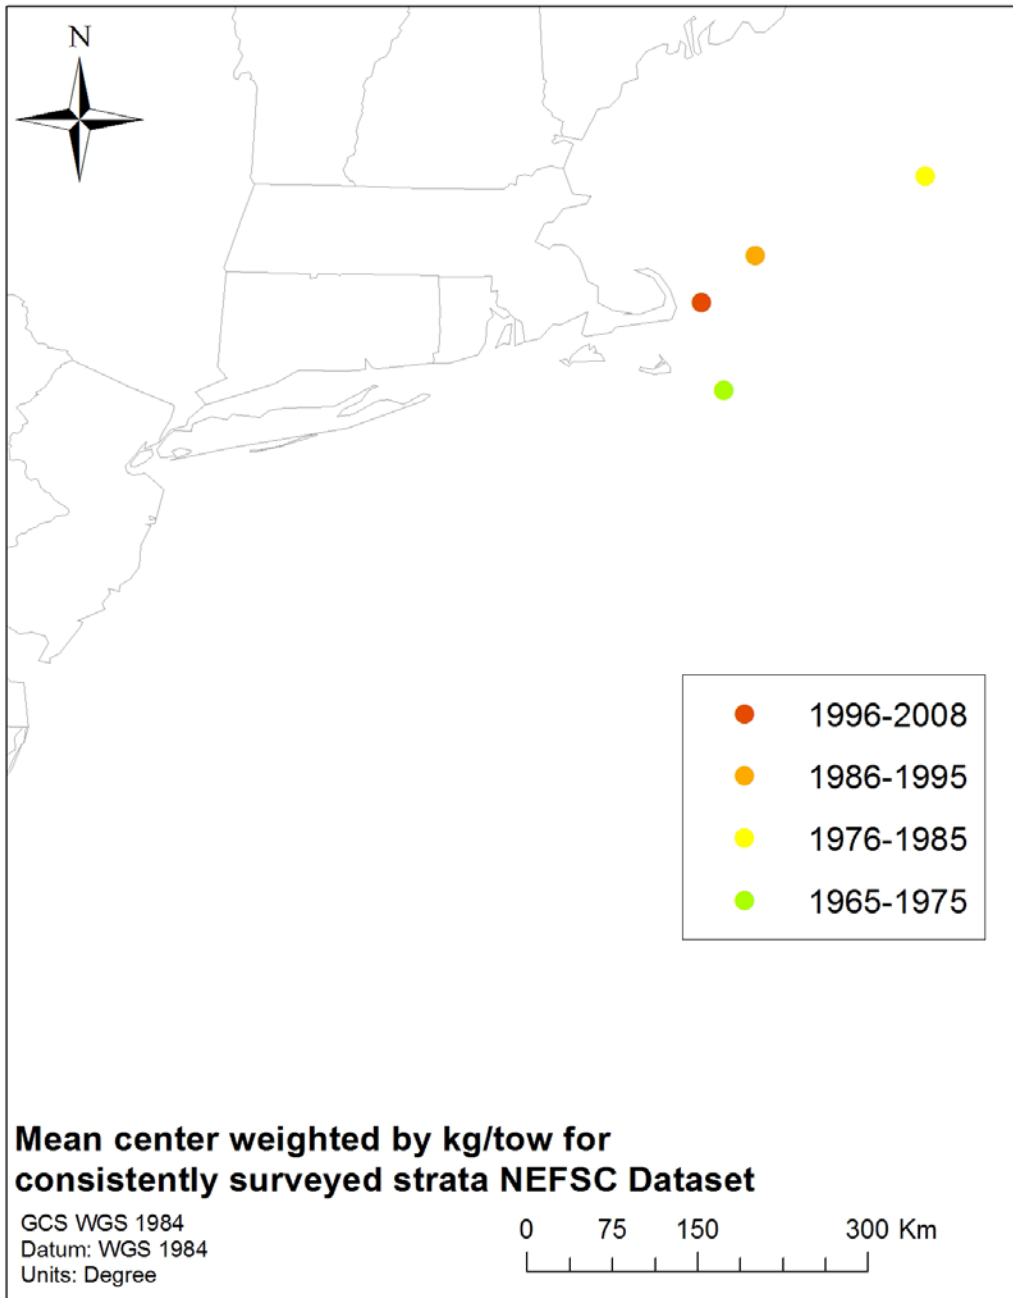 N
1996-2008
1986-1995
1976-1985
1965-1975
Mean center weighted by kg/tow for
consistently surveyed strata NEFSC Dataset
GCS WGS 1984
Datum: WGS 1984
Units: Degree
0 75 150 300 Km